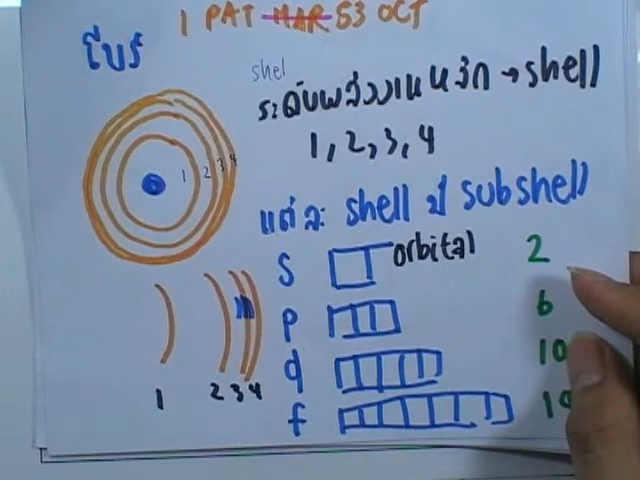 1 PAT MAR 53 OCT
โบร์
shel
ระดับพลังงานหลัก → shell
1, 2, 3, 4
แต่ละ shell มี subshell
1 2 3 4
s orbital 2
p 6
d 10
f
1 2 3 4